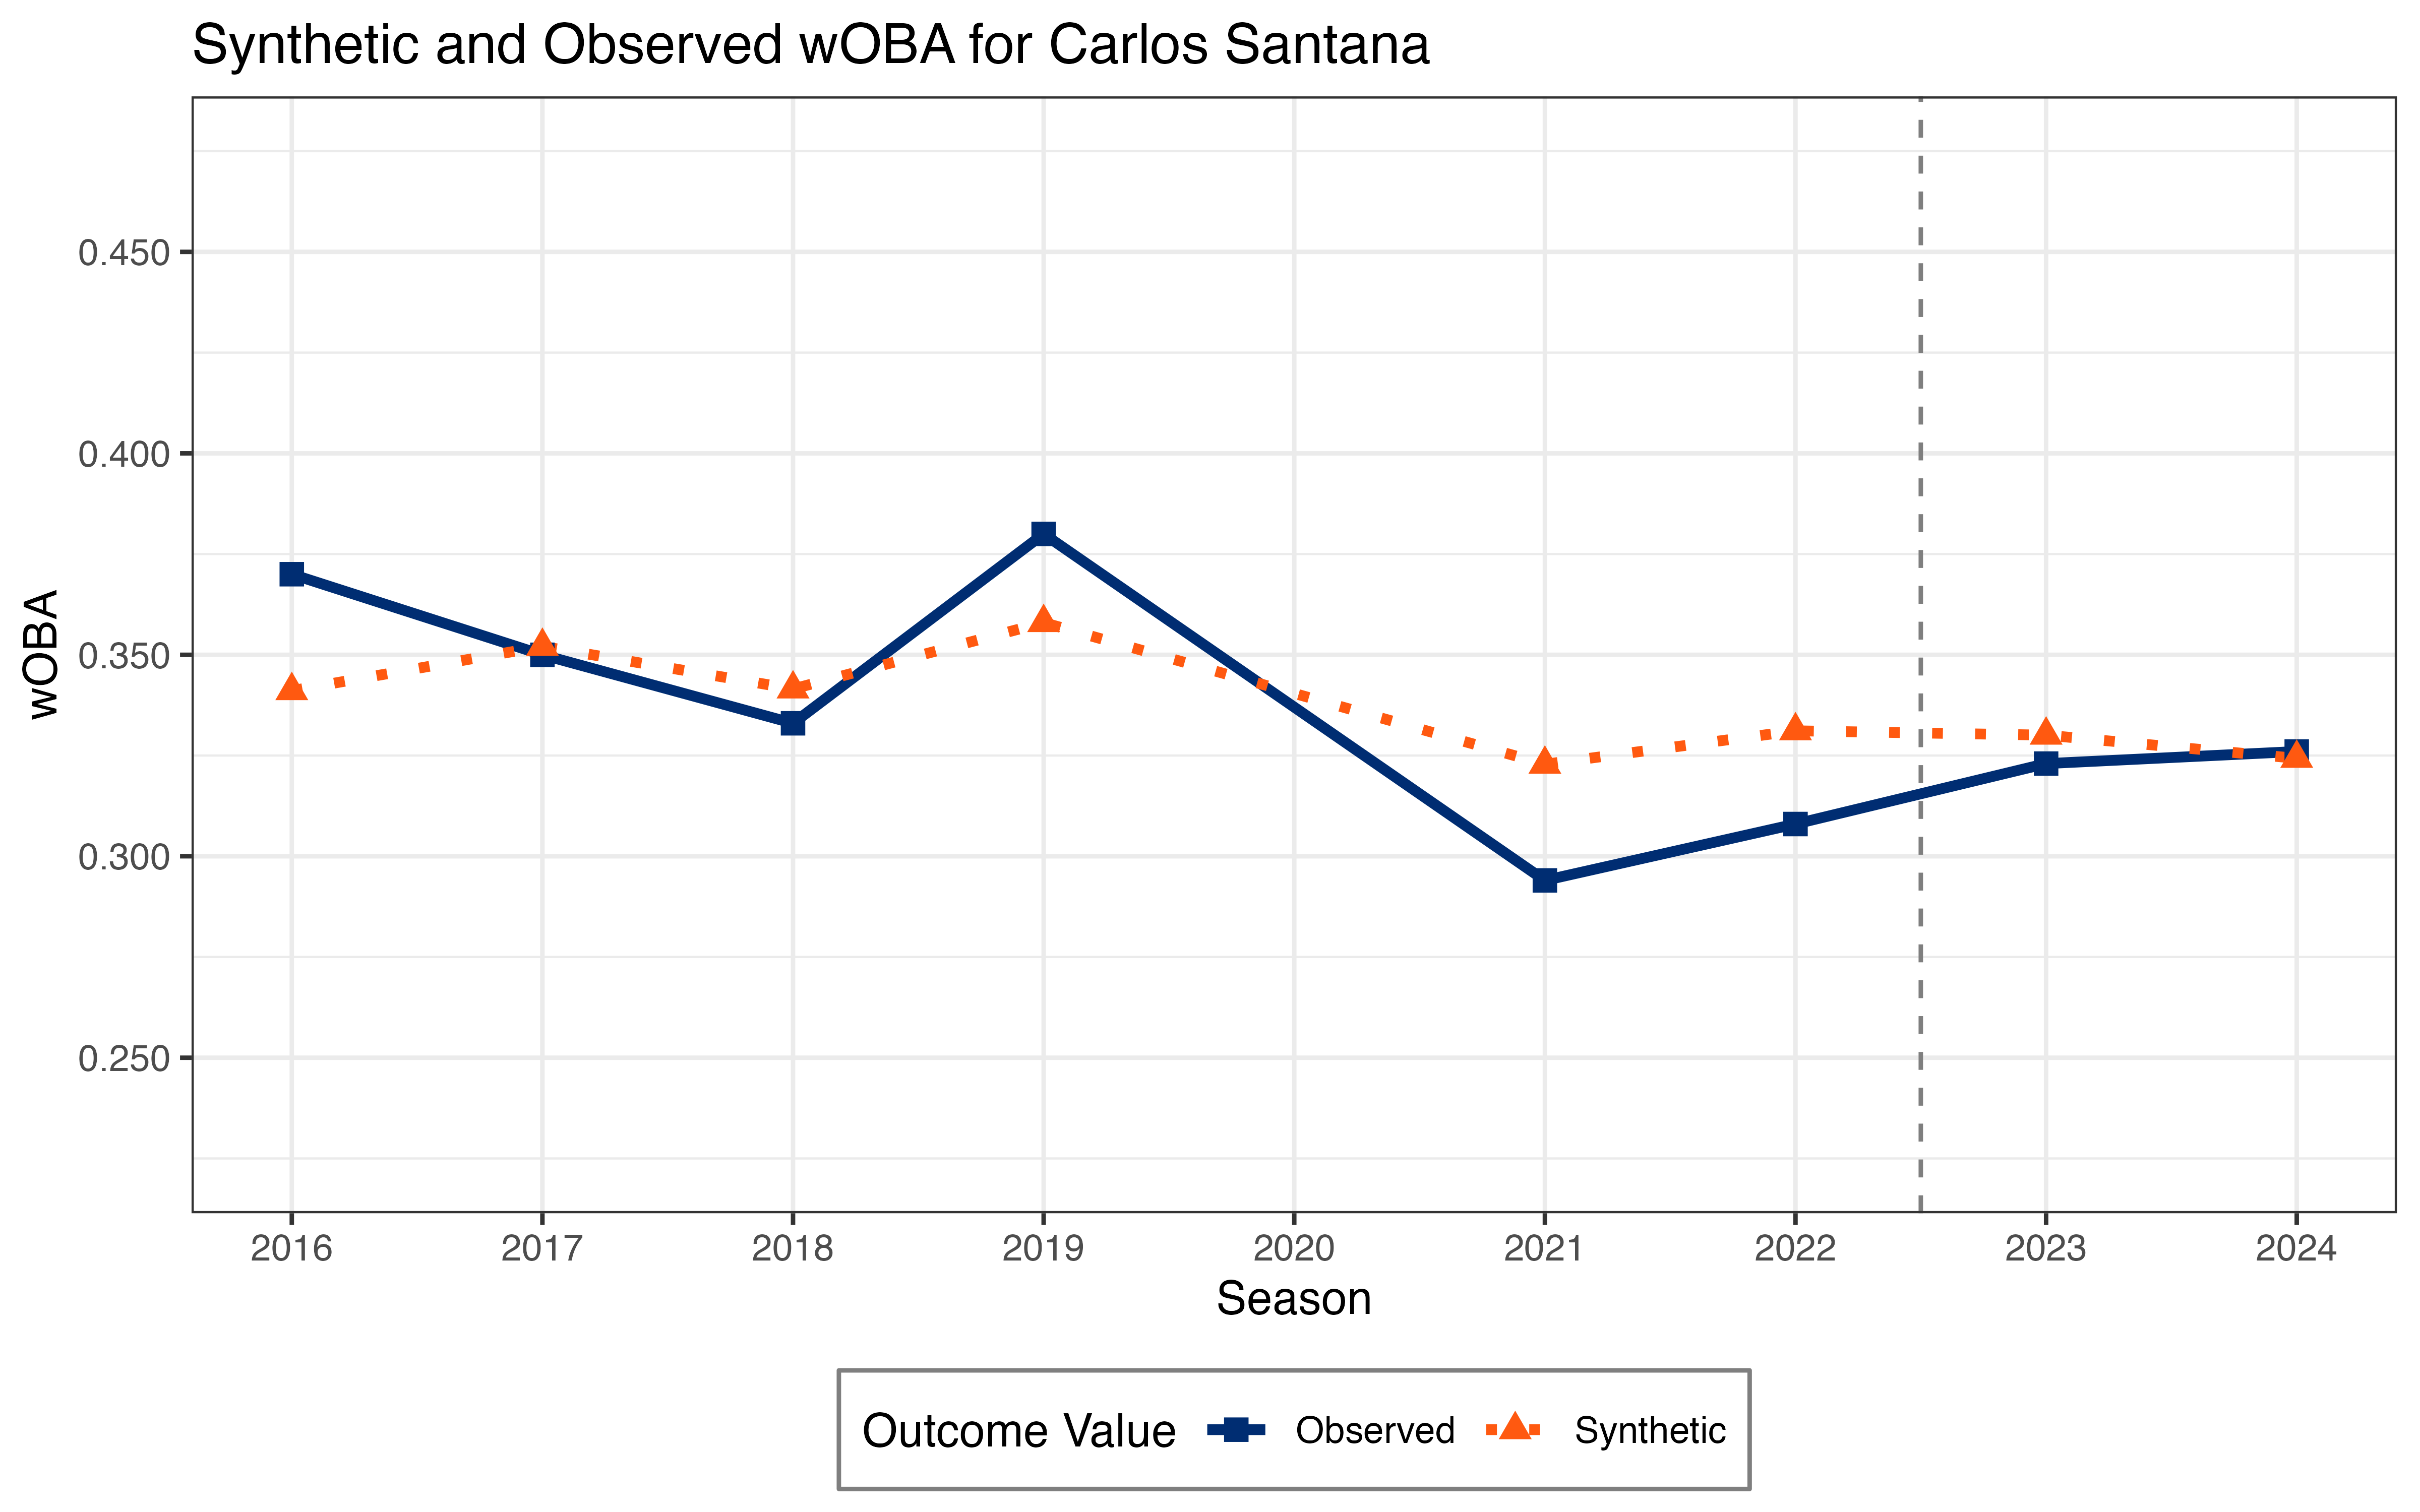 Synthetic and Observed wOBA for Carlos Santana
wOBA
0.450
0.400
0.350
0.300
0.250
2016 2017 2018 2019 2020 2021 2022 2023 2024
Season
Outcome Value Observed Synthetic